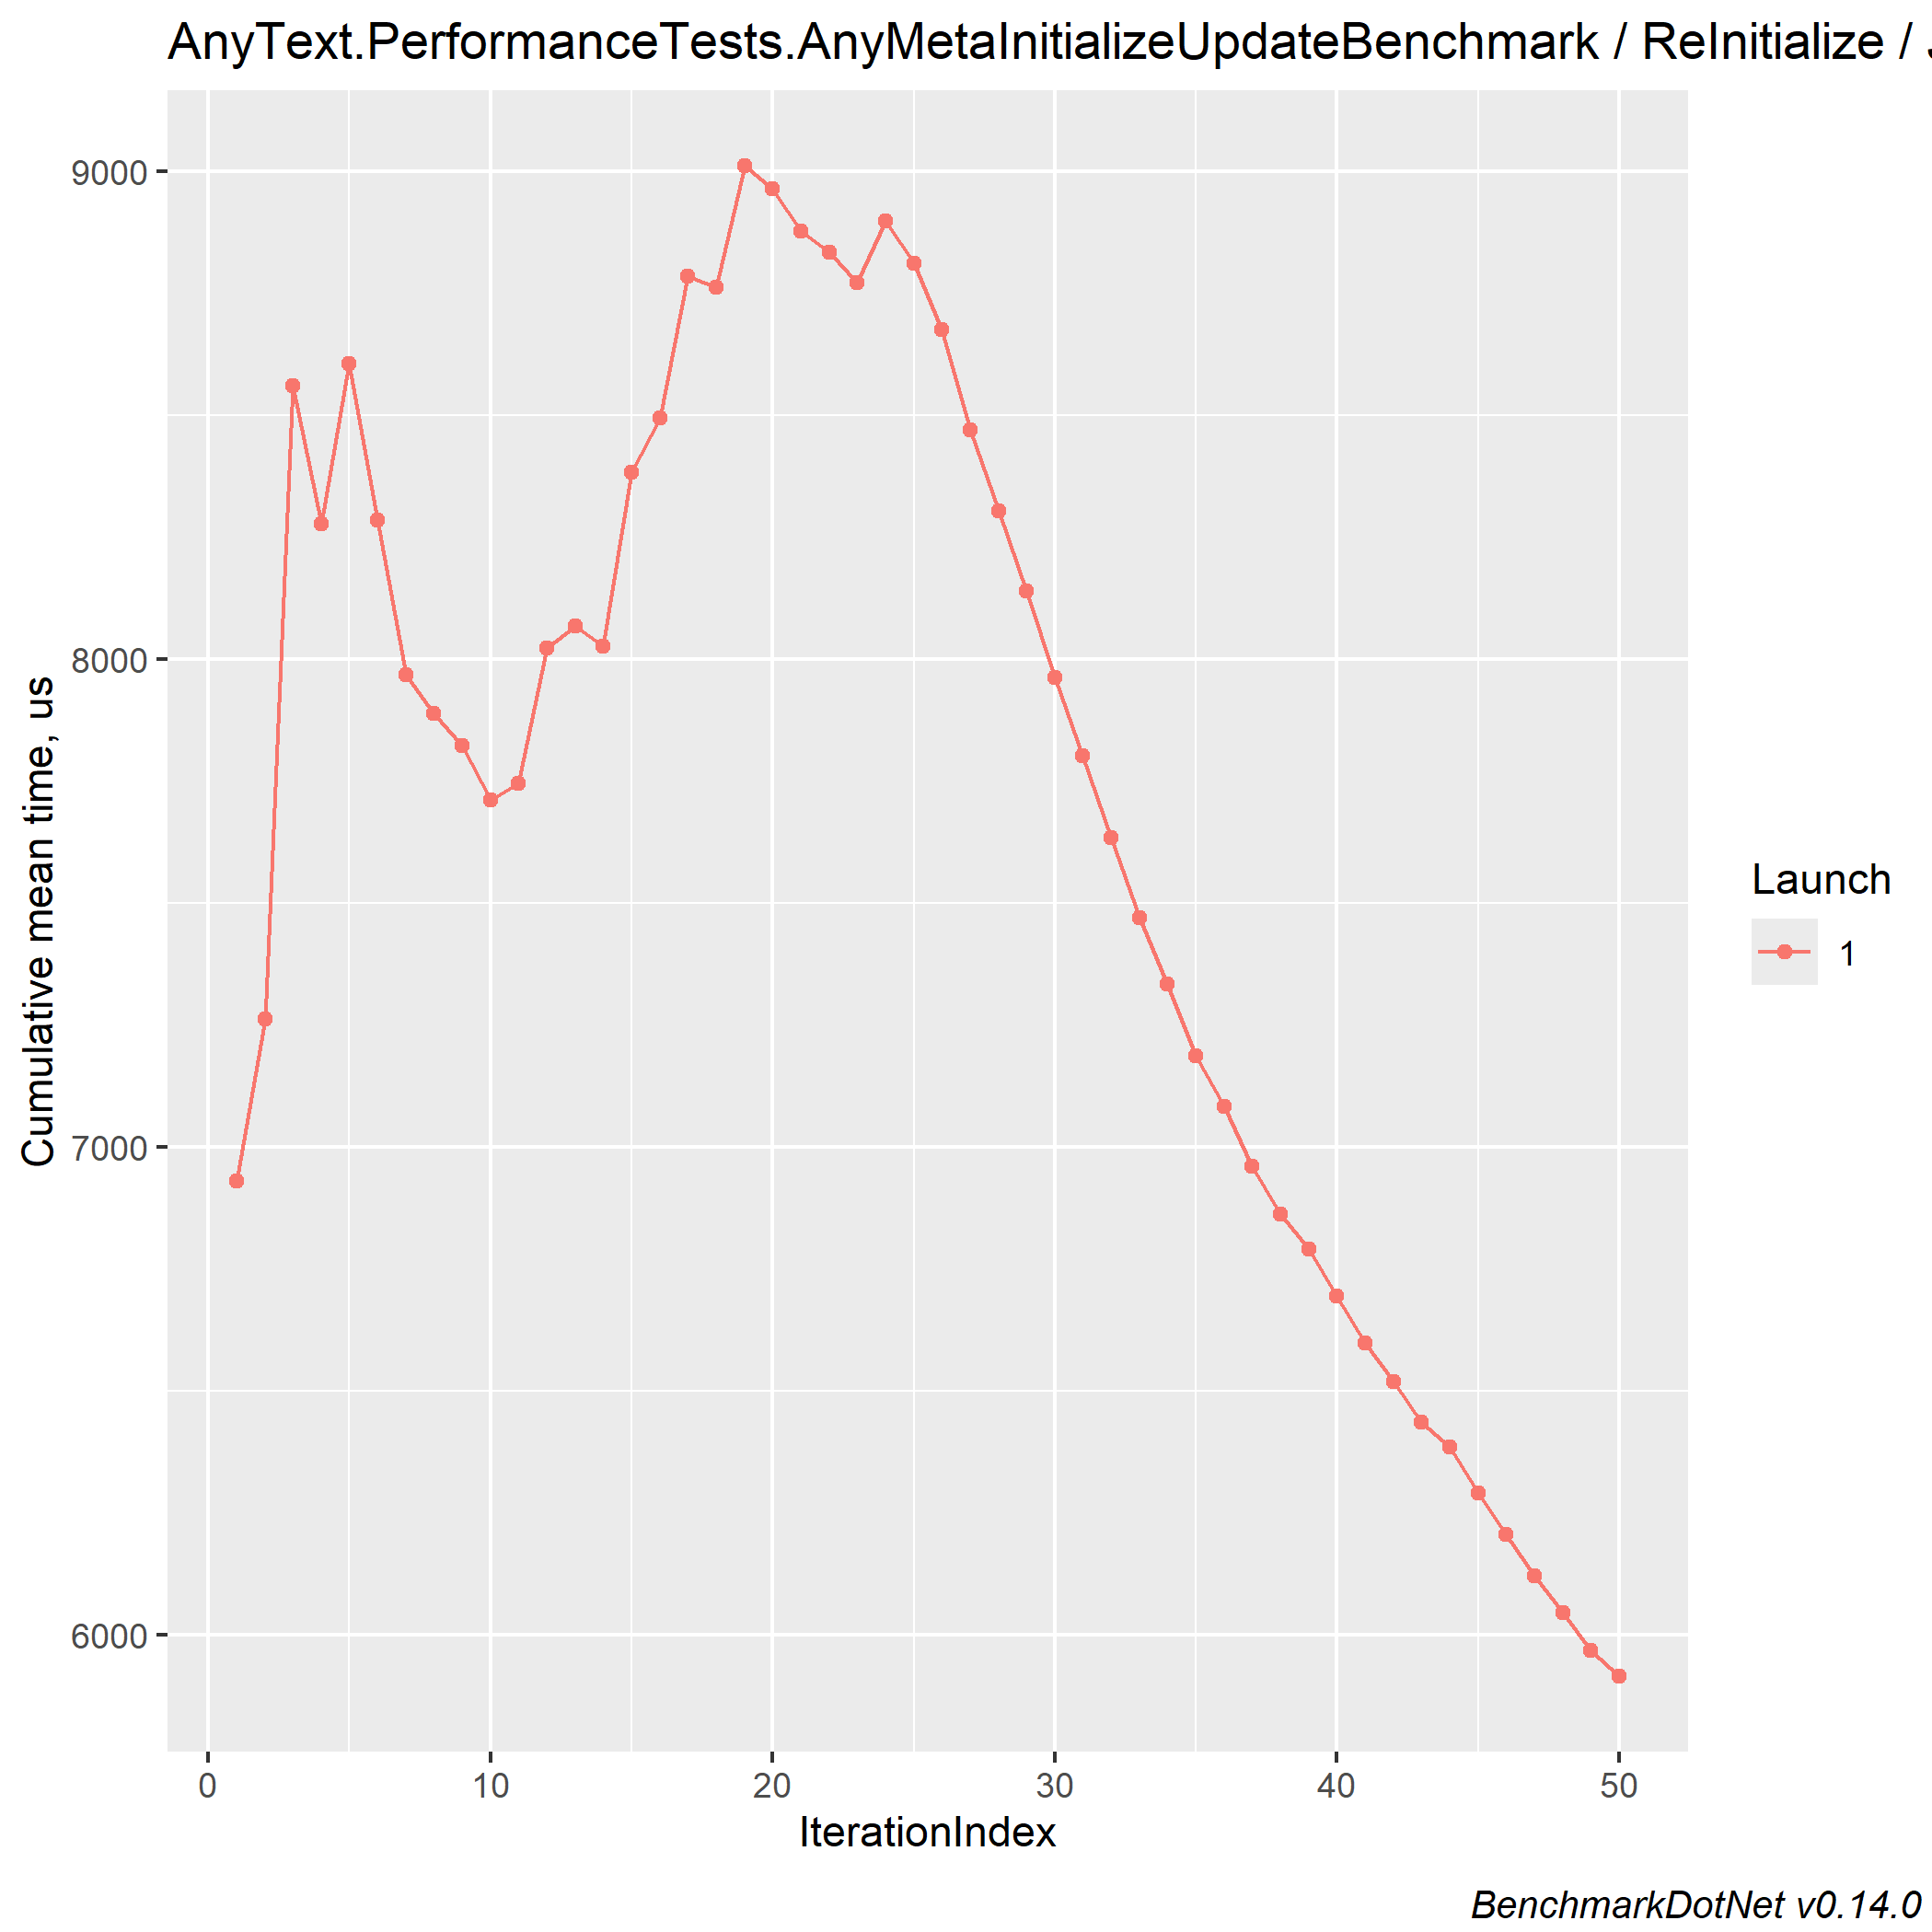 AnyText.PerformanceTests.AnyMetaInitializeUpdateBenchmark / ReInitialize /
9000
8000
7000
6000
Cumulative mean time, us
0 10 20 30 40 50
IterationIndex
Launch
1
BenchmarkDotNet v0.14.0